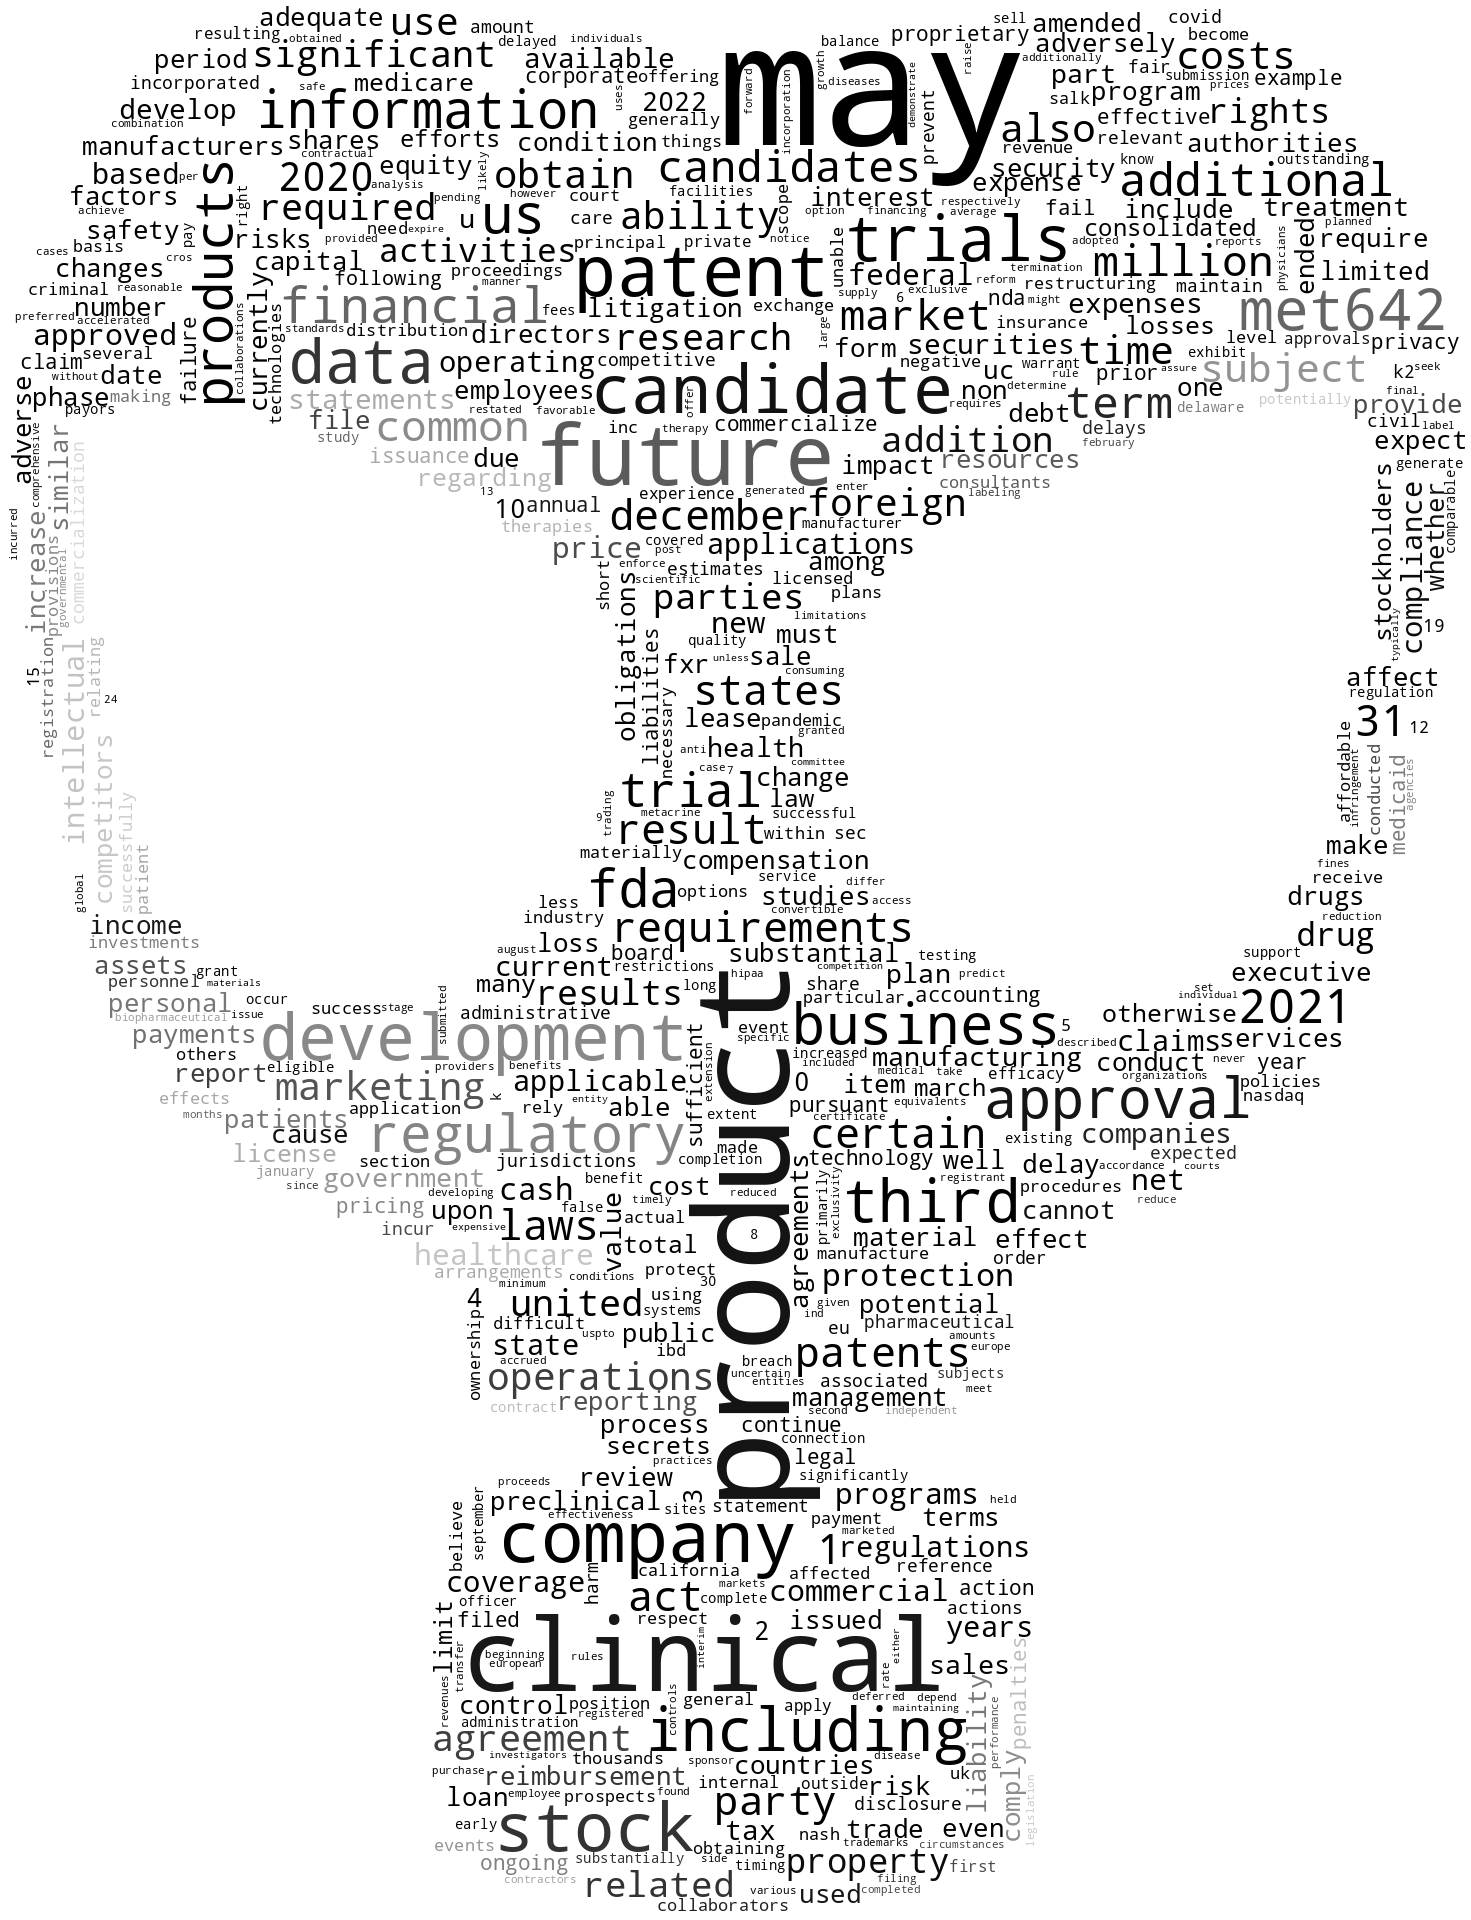 adequate use amount sell amended covid
resulting obtained delayed individuals balance proprietary become
period significant available may adversely costs
incorporated safe medicare corporate offering growth diseases raise additionally part fair submission example
develop information uses 2022 forward incorporation demonstrate salk program prices
combination generally prevent also effective rights
manufacturers shares efforts condition things revenue relevant authorities
contractual candidates security know outstanding
based per 2020 analysis equity likely obtain facilities expense additional
factors products right required pending however court scope interest respectively fail include treatment
achieve need expire u us care ability option financing average consolidated planned
safety pay risks provided activities principal private notice unable trials adopted reports ended require
cases basis cros capital following proceedings patent federal reform termination million physicians limited
changes currently manner supply 6 exclusive restructuring maintain
criminal reasonable financial fees litigation exchange nda might expenses met642
preferred accelerated number technologies standards distribution directors research large market insurance losses
approved collaborations failure data operating competitive form securities time level approvals privacy
claim several negative warrant exhibit
without date statements employees candidate uc rule prior assure subject k2 seek
adverse phase making restated favorable offer non determine term one final
payors file common inc therapy commercialize requires debt delaware potentially provide
comprehensive similar study future addition delays civil label
commercialization issuance due impact resources february expect
regarding generated enter consultants generate
13 experience foreign labeling stockholders compliance whether comparable
incurred increase 10 annual december manufacturer
provisions governmental therapies covered applications
price post among
enforce estimates
short scientific licensed
obligations parties plans
new limitations 19
registration intellectual relating quality must typically
15 liabilities fxr unless sale affect
necessary consuming regulation
24 states
lease pandemic 31 12
anti health granted affordable
competitors case 7 committee infringement conducted medicaid agencies
trial change
successfully trading metacrine law
9 result successful
within sec make
patient materially compensation fines
global service differ receive
fda options studies access drugs
less convertible reduction
income industry requirements drug
investments august loss board substantial testing support
assets grant current restrictions hipaa competition plan predict executive
personnel materials many results long share set
personal occur success stage submitted particular accounting individual
biopharmaceutical issue administrative event business 5 otherwise 2021
payments development sufficient specific described claims services
others providers benefits extension increased manufacturing never year
report eligible applicable included medical take conduct
effects marketing k entity 0 item march efficacy organizations policies
months application rely able extent pursuant equivalents approval nasdaq
patients regulatory made certificate
cause certain existing companies
license section jurisdictions completion technology well expected
january government benefit product registrant delay accordance courts
since developing cash cost reduced primarily exclusivity procedures net
pricing false timely agreements third reduce
incur upon expensive laws value actual cannot
8 material effect
healthcare total manufacture order
arrangements conditions protect
minimum 30 protection
4 united using given
ownership systems ind potential
difficult uspto public eu pharmaceutical
state ibd amounts
accrued patents europe
operations breach
uncertain associated subjects
entities management meet
contract reporting second independent
process continue
secrets connection
practices legal
proceeds review significantly
preclinical 3 programs held
september sites statement
believe effectiveness payment terms
company marketed
1 regulations
california affected reference
coverage harm markets
officer act complete commercial action
filed respect issued actions
limit 2 years
transfer clinical
beginning interim either
european rules sales
revenues rate
control position controls general apply deferred depend liability penalties
registered maintaining
administration including performance
agreement
investigators thousands sponsor countries disease comply
purchase reimbursement internal outside risk uk
loan employee prospects found party disclosure legislation
early stock tax nash trade even
events obtaining trademarks circumstances
ongoing substantially side timing property first
contractors related filing
various used completed
collaborators